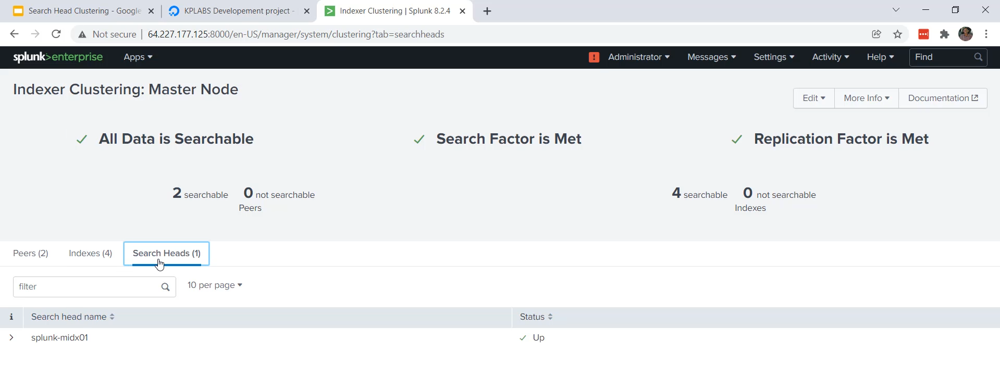 Search Head Clustering - Google
KPLABS Developement project -
Indexer Clustering | Splunk 8.2.4
Not secure
64.227.177.125:8000/en-US/manager/system/clustering?tab=searchheads
splunk>enterprise
Apps
Administrator
Messages
Settings
Activity
Help
Find
Indexer Clustering: Master Node
Edit
More Info
Documentation
All Data is Searchable
Search Factor is Met
Replication Factor is Met
2 searchable 0 not searchable
Peers
4 searchable 0 not searchable
Indexes
Peers (2)
Indexes (4)
Search Heads (1)
filter
10 per page
i
Search head name
Status
splunk-midx01
Up